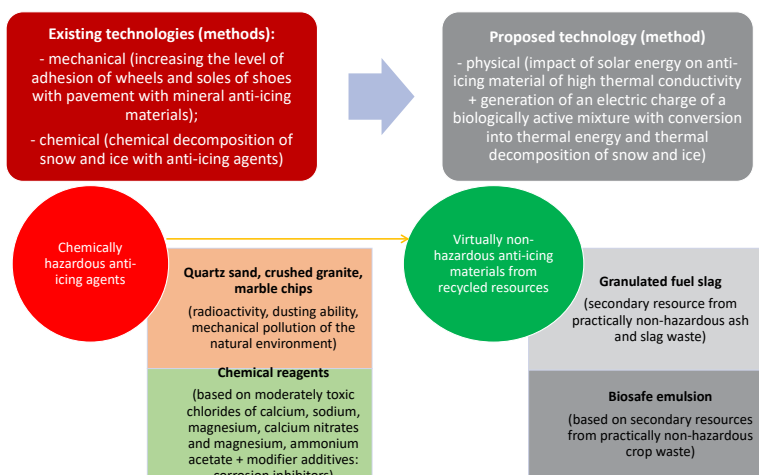 Existing technologies (methods):
- mechanical (increasing the level of
adhesion of wheels and soles of shoes
with pavement with mineral anti-icing
materials);
- chemical (chemical decomposition of
snow and ice with anti-icing agents)
Proposed technology (method)
- physical (impact of solar energy on anti-
icing material of high thermal conductivity
+ generation of an electric charge of a
biologically active mixture with conversion
into thermal energy and thermal
decomposition of snow and ice)
Chemically
hazardous anti-
icing agents
Virtually non-
hazardous anti-icing
materials from
recycled resources
Quartz sand, crushed granite,
marble chips
(radioactivity, dusting ability,
mechanical pollution of the
natural environment)
Chemical reagents
(based on moderately toxic
chlorides of calcium, sodium,
magnesium, calcium nitrates
and magnesium, ammonium
acetate + modifier additives:
corrosion inhibitors)
Granulated fuel slag
(secondary resource from
practically non-hazardous ash
and slag waste)
Biosafe emulsion
(based on secondary resources
from practically non-hazardous
crop waste)